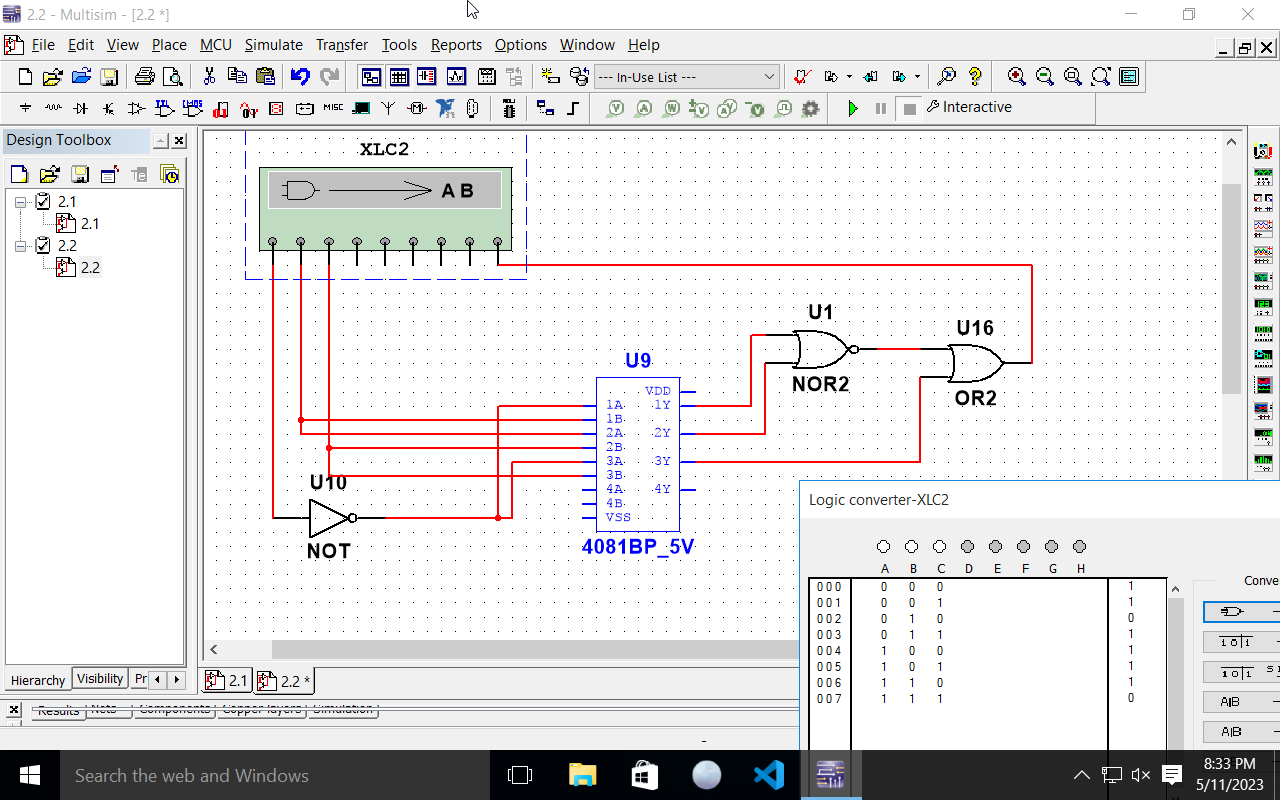 2.2 - Multisim - [2.2 *]
File Edit View Place MCU Simulate Transfer Tools Reports Options Window Help
--- In-Use List ---
MISC
Interactive
Design Toolbox
2.1
2.1
2.2
2.2
Hierarchy Visibility Pr
XLC2
A B
U9
VDD
1A 1Y
1B
2A 2Y
2B
3A 3Y
3B
4A 4Y
4B
VSS
4081BP_5V
U10
NOT
U1
NOR2
U16
OR2
2.1 2.2 *
Results Nets Components Copper layers Simulation
Logic converter-XLC2
A B C D E F G H
Conve
000 0 0 0 1
001 0 0 1 1
002 0 1 0 0
003 0 1 1 1
004 1 0 0 1
005 1 0 1 1
006 1 1 0 1
007 1 1 1 0
10|1
10|1 SI
A|B
A|B
Search the web and Windows
8:33 PM
5/11/2023